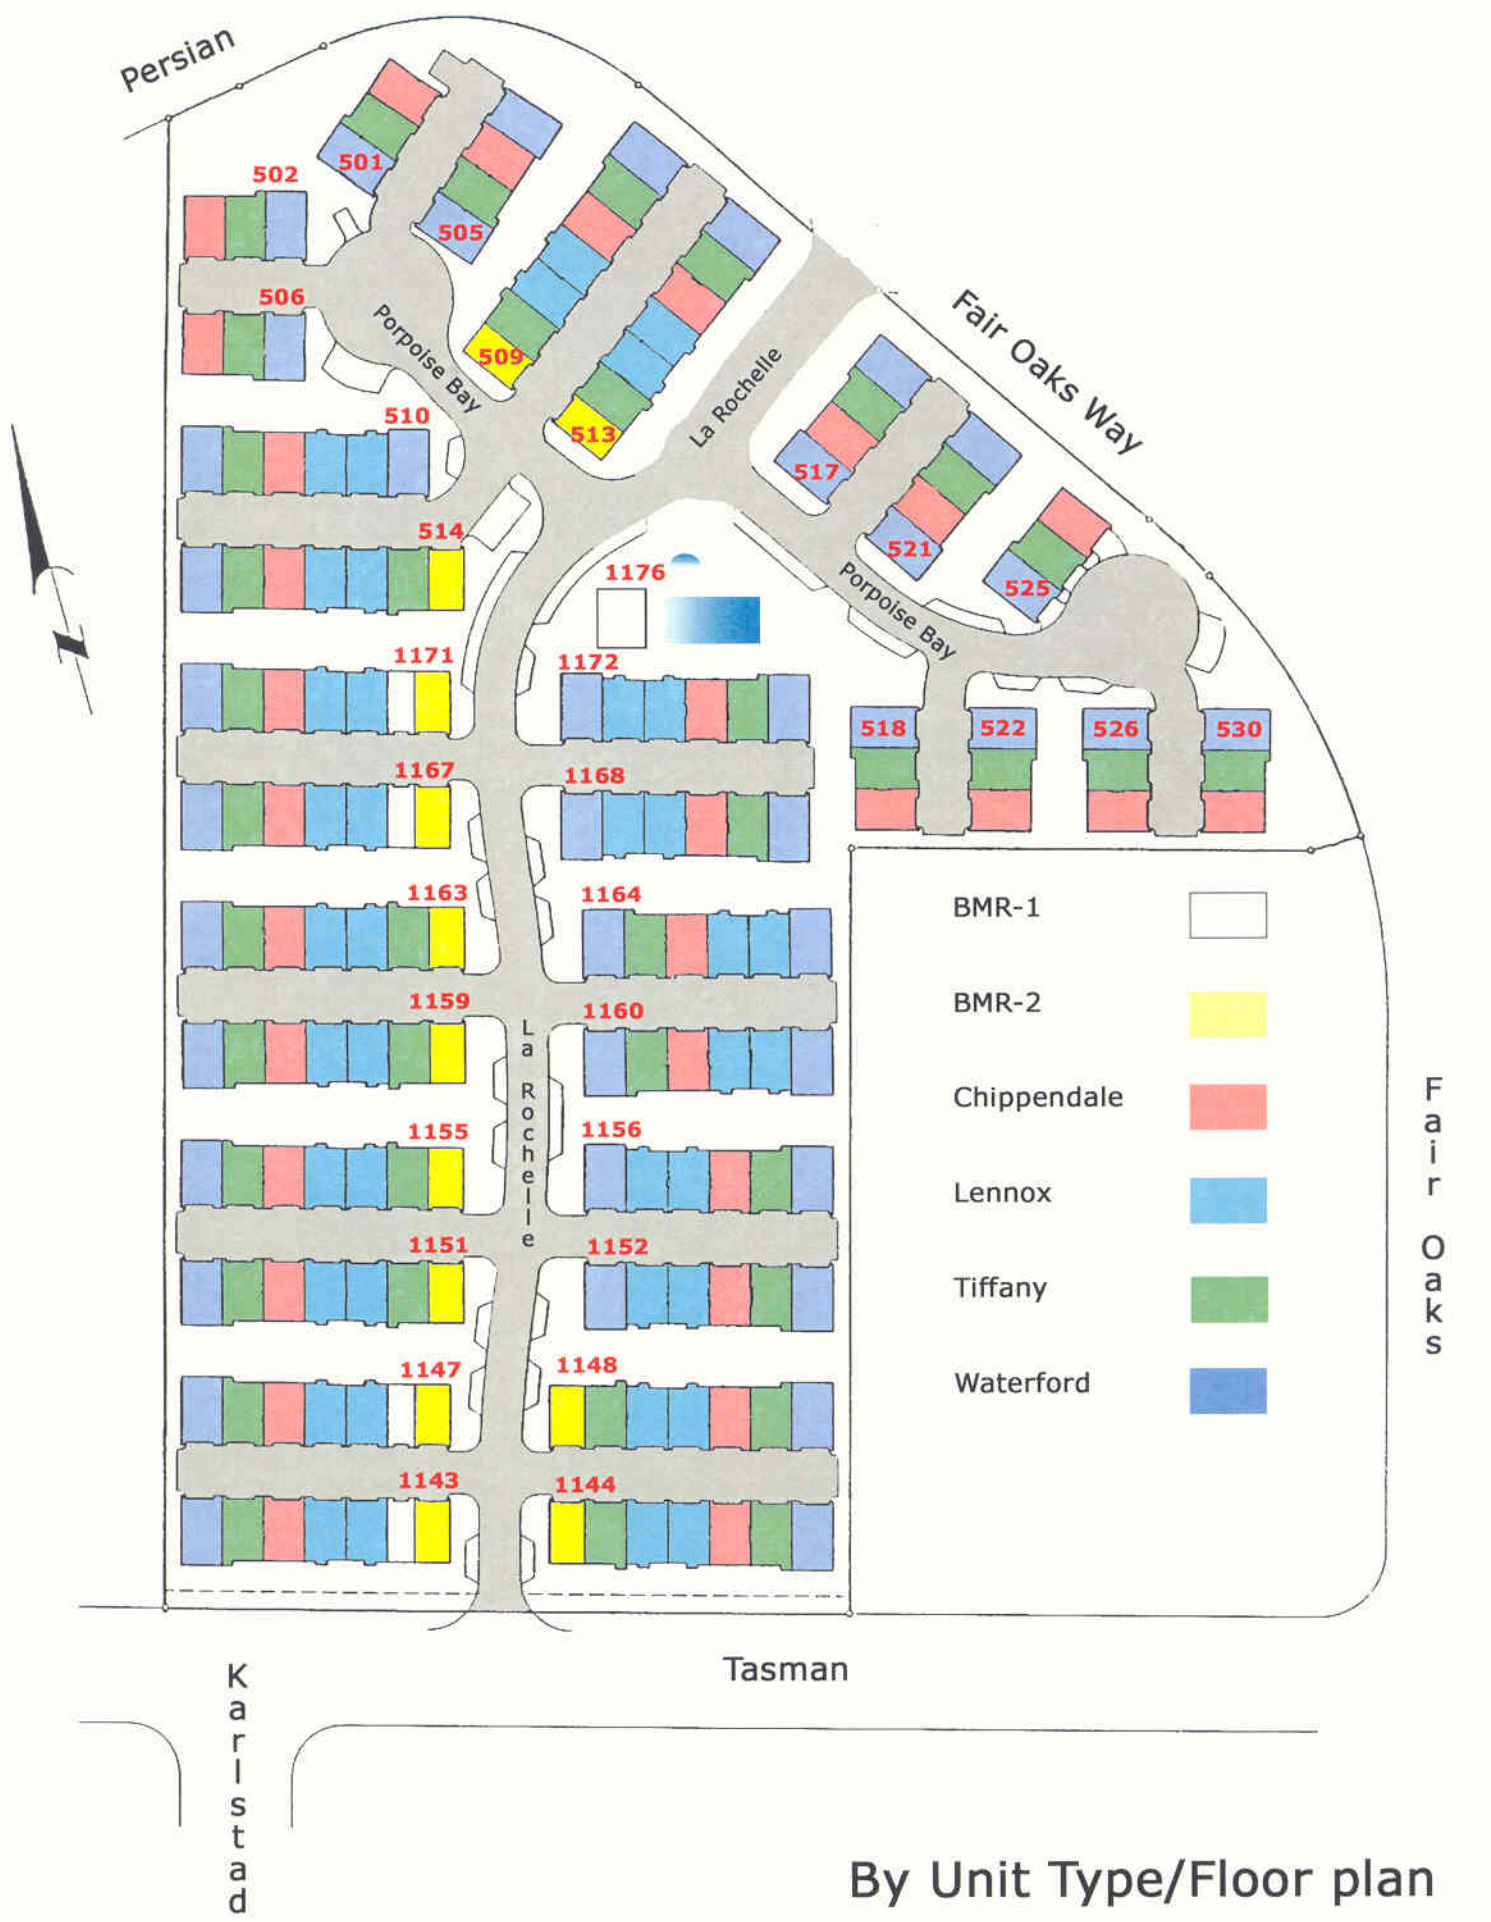 Persian
501
502
505
506
Porpoise Bay
509
510
513
514
La Rochelle
Fair Oaks Way
517
521
525
Porpoise Bay
1176
1171
1172
518
522
526
530
1167
1168
1163
1164
1159
1160
La Rochelle
1155
1156
1151
1152
1147
1148
1143
1144
BMR-1
BMR-2
Chippendale
Lennox
Tiffany
Waterford
Fair Oaks
Tasman
Karlstad
N
By Unit Type/Floor plan